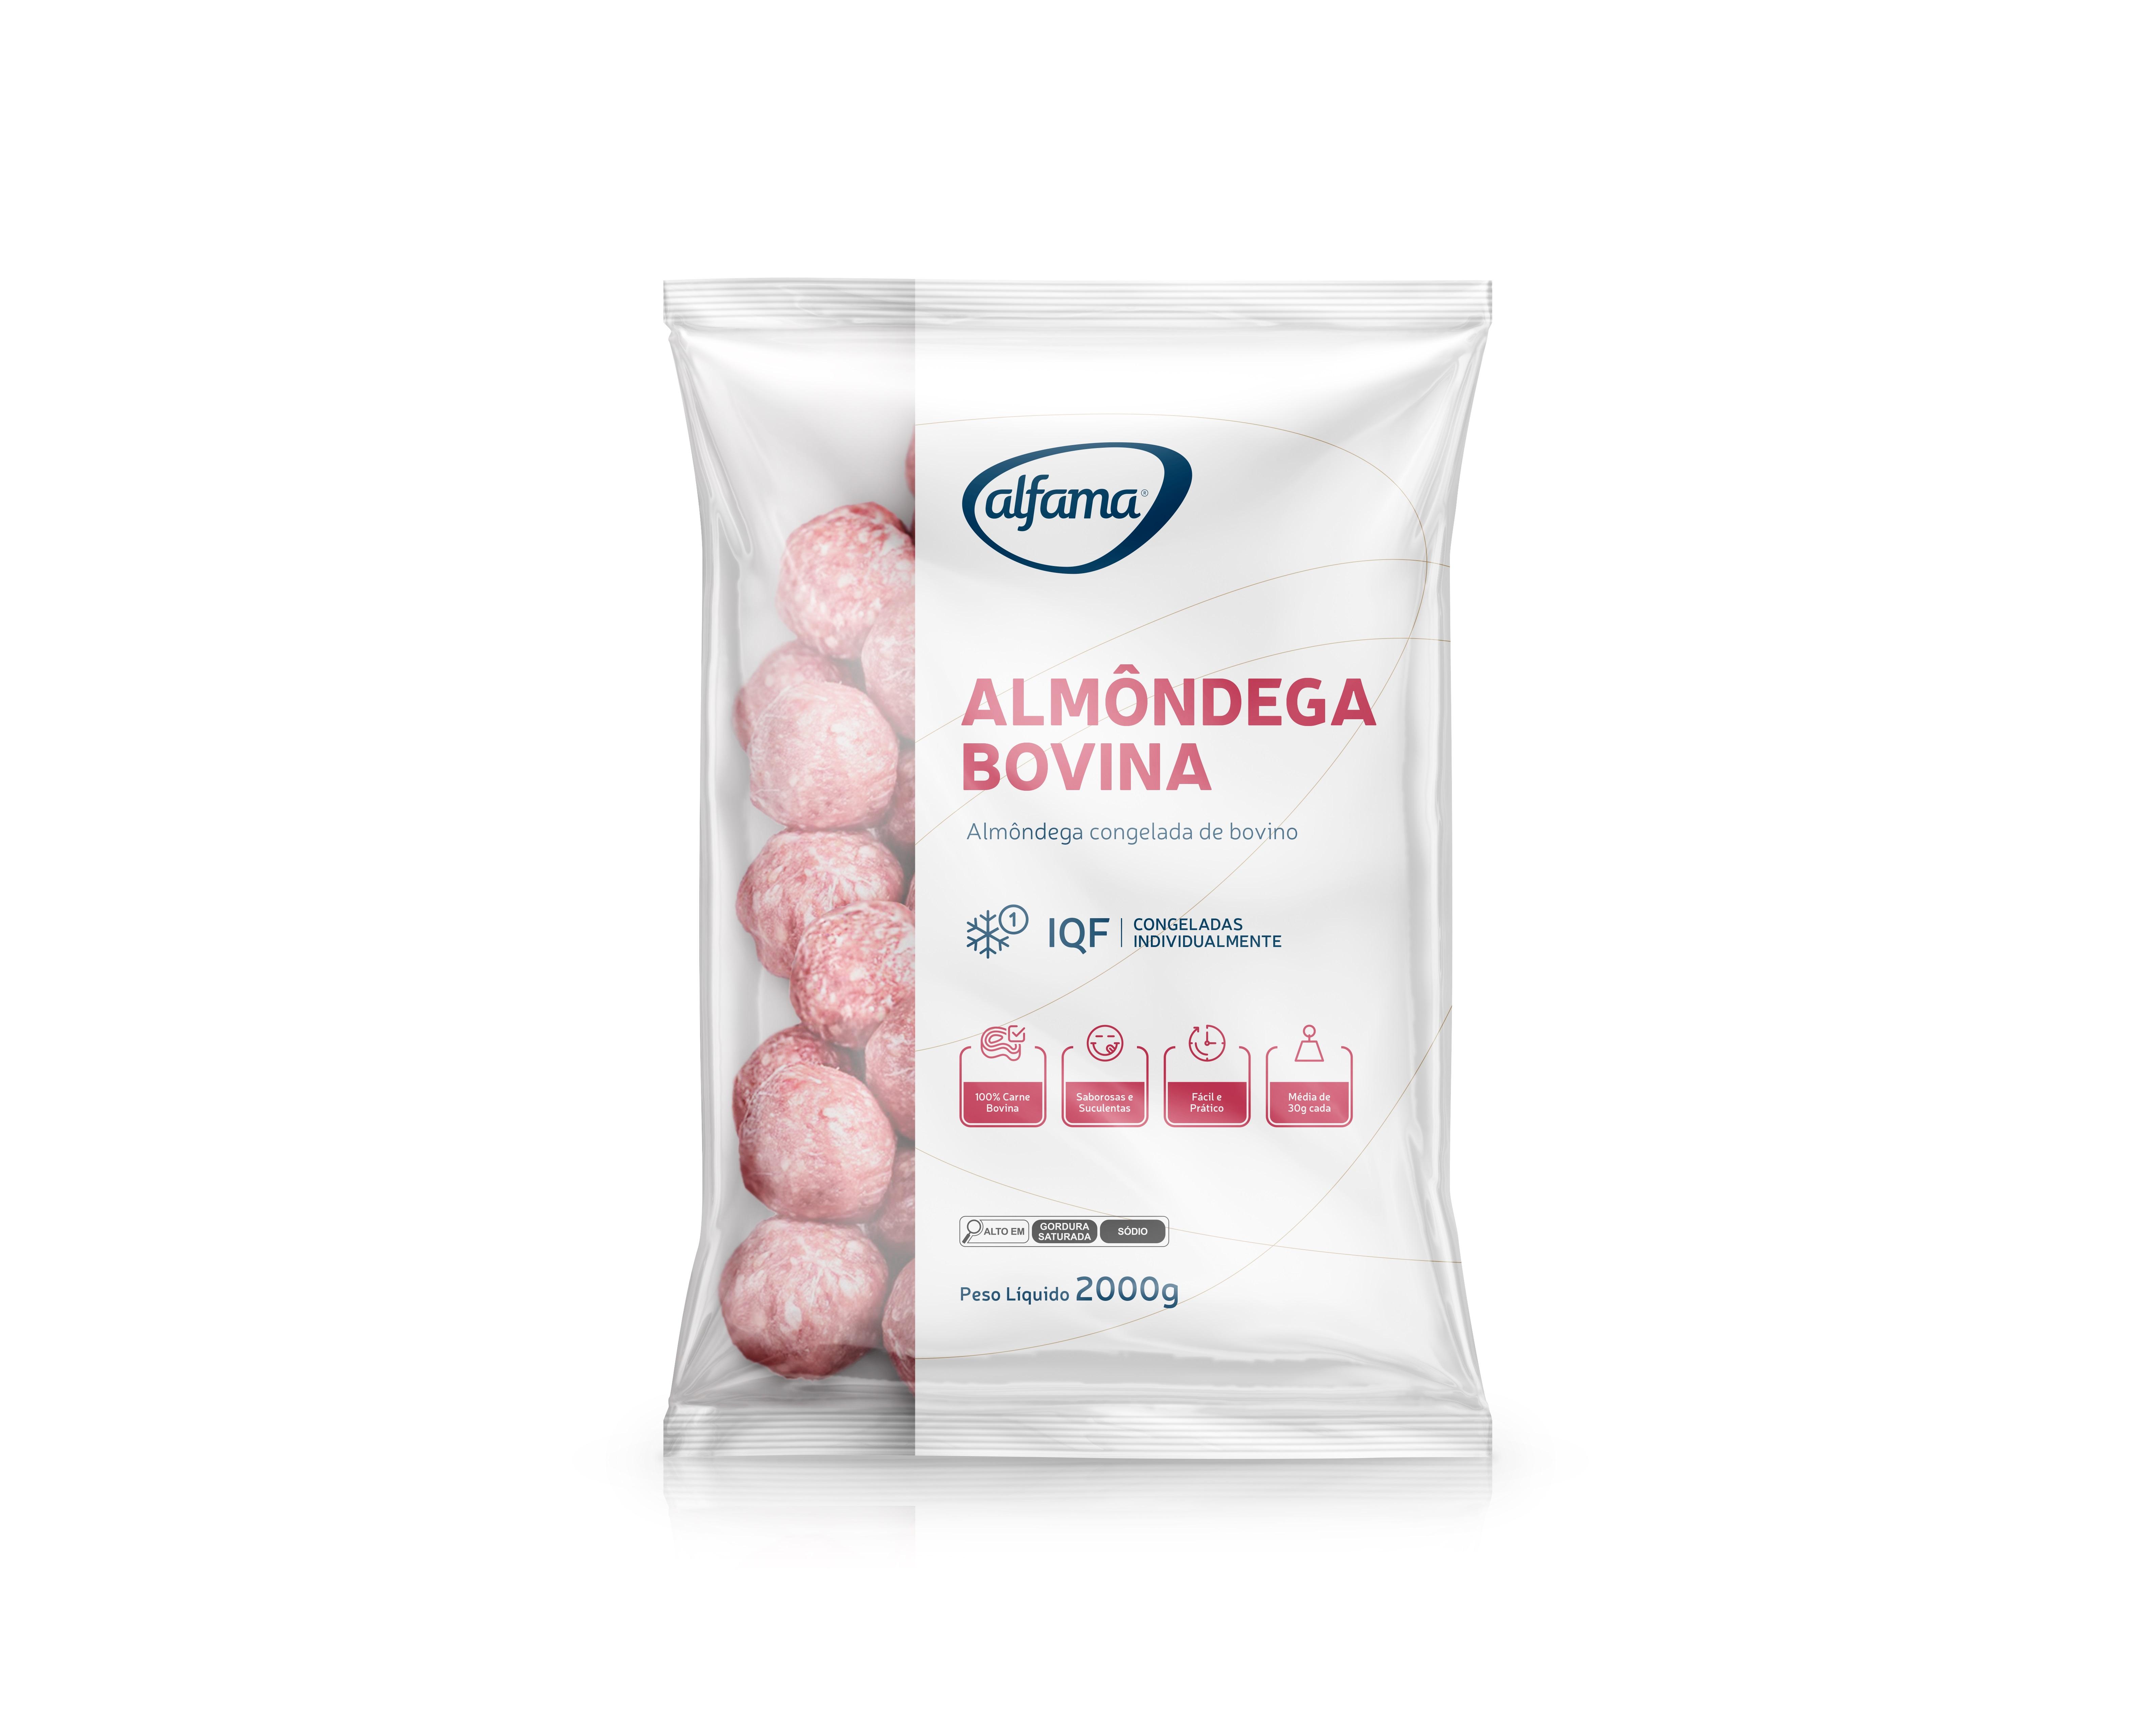 alfama®
ALMÔNDEGA
BOVINA
Almôndega congelada de bovino
1
IQF
CONGELADAS
INDIVIDUALMENTE
100% Carne
Bovina
Saborosas e
Suculentas
Fácil e
Prático
Média de
30g cada
ALTO EM
GORDURA
SATURADA
SÓDIO
Peso Líquido 2000g